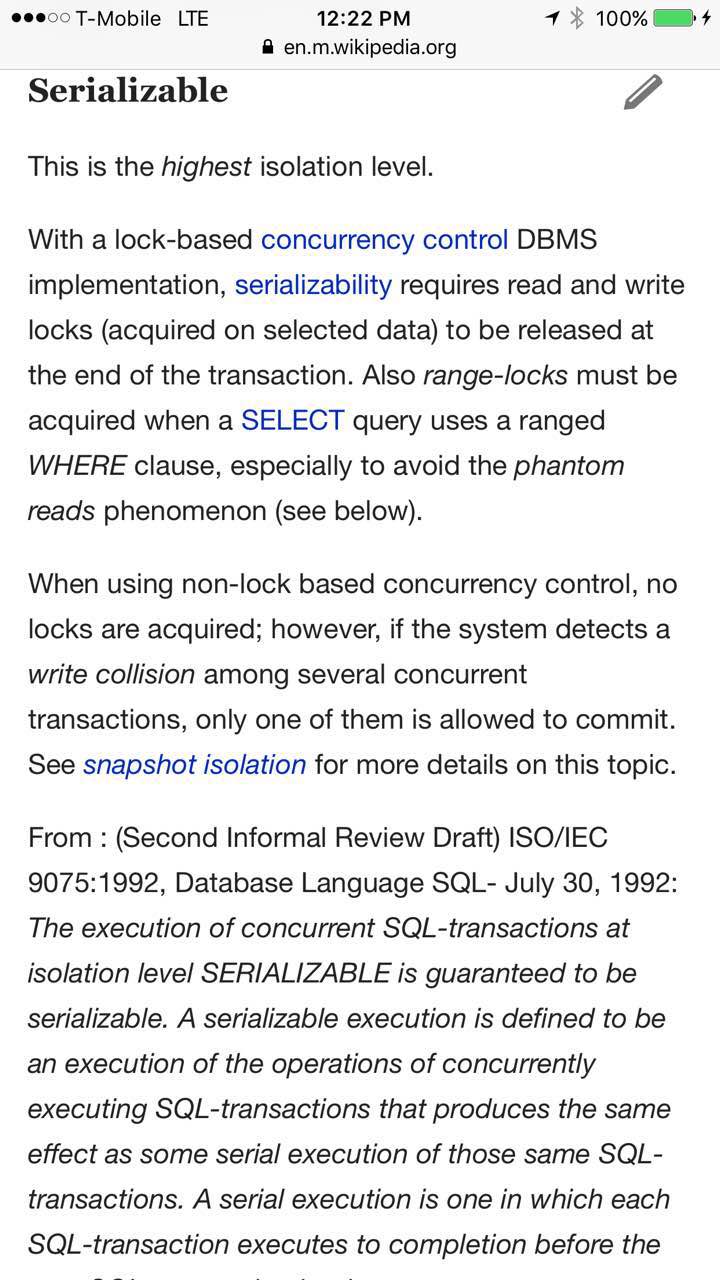 T-Mobile LTE 12:22 PM 100%
en.m.wikipedia.org
Serializable
This is the highest isolation level.
With a lock-based concurrency control DBMS
implementation, serializability requires read and write
locks (acquired on selected data) to be released at
the end of the transaction. Also range-locks must be
acquired when a SELECT query uses a ranged
WHERE clause, especially to avoid the phantom
reads phenomenon (see below).
When using non-lock based concurrency control, no
locks are acquired; however, if the system detects a
write collision among several concurrent
transactions, only one of them is allowed to commit.
See snapshot isolation for more details on this topic.
From : (Second Informal Review Draft) ISO/IEC
9075:1992, Database Language SQL- July 30, 1992:
The execution of concurrent SQL-transactions at
isolation level SERIALIZABLE is guaranteed to be
serializable. A serializable execution is defined to be
an execution of the operations of concurrently
executing SQL-transactions that produces the same
effect as some serial execution of those same SQL-
transactions. A serial execution is one in which each
SQL-transaction executes to completion before the